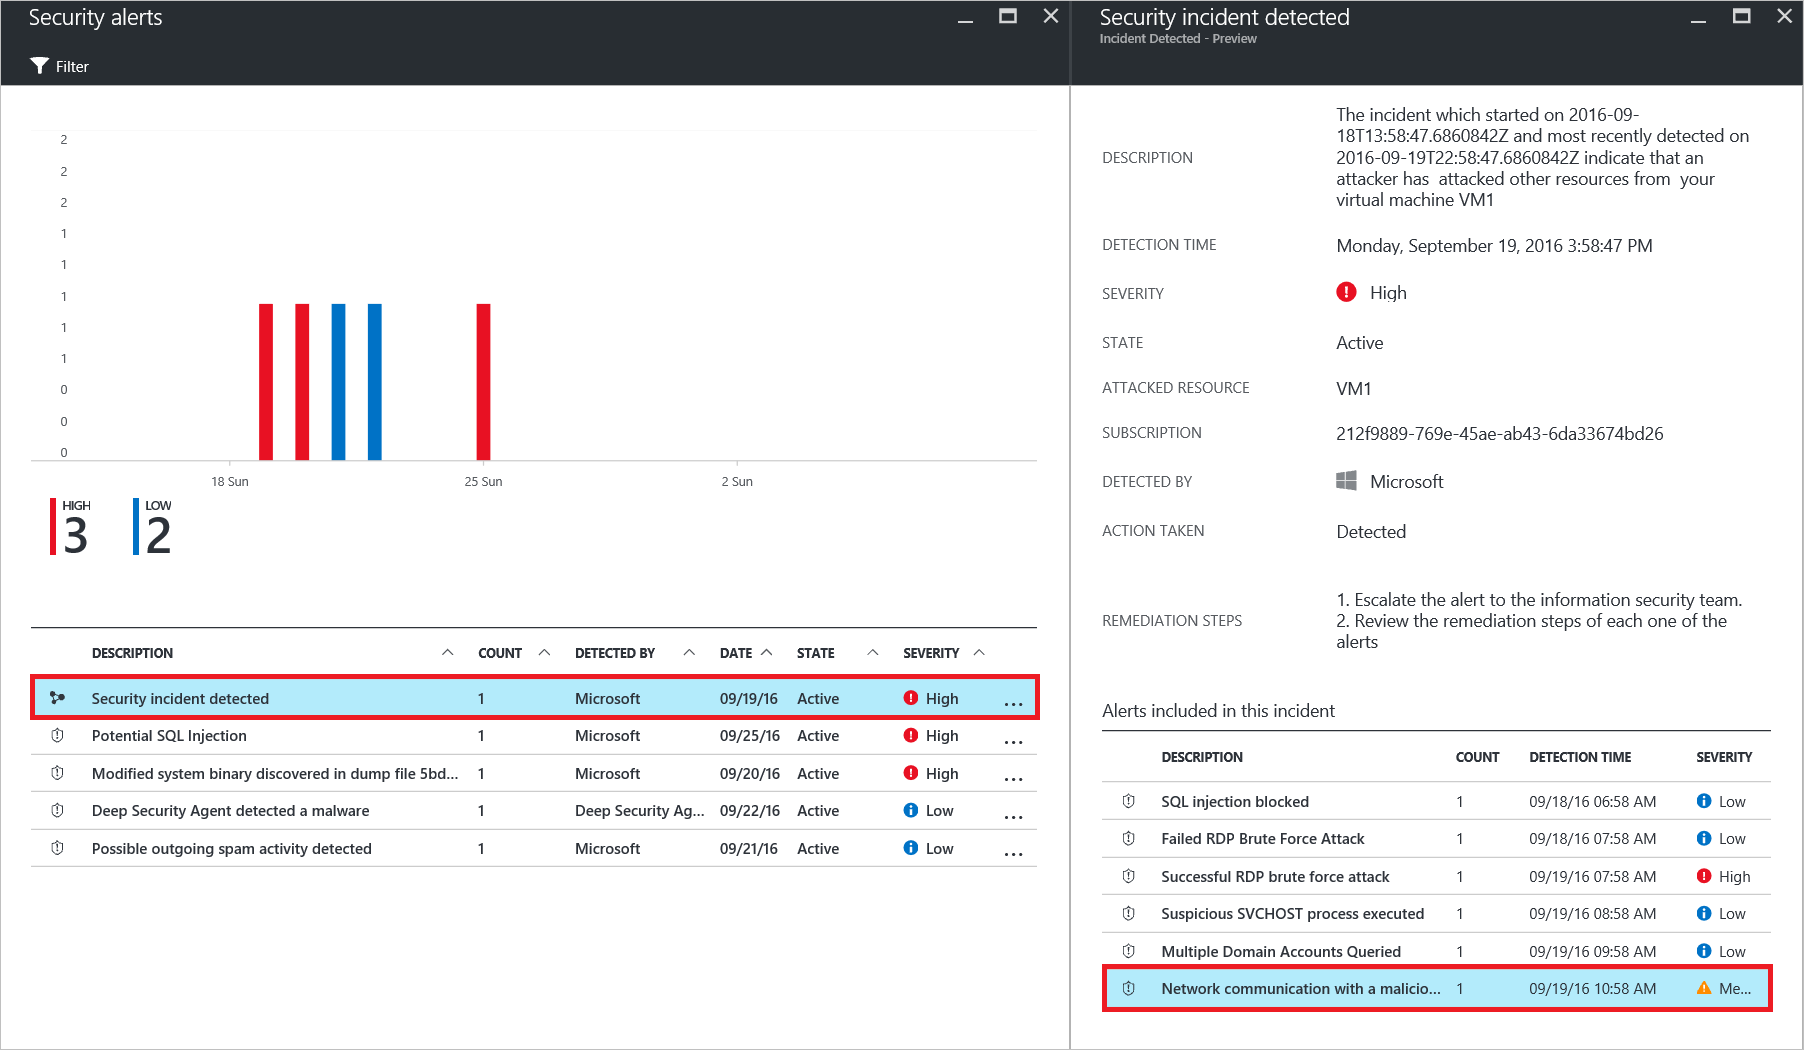 Security alerts
Filter
2
2
2
1
1
1
1
1
0
0
0
18 Sun
25 Sun
2 Sun
HIGH
3
LOW
2
DESCRIPTION COUNT DETECTED BY DATE STATE SEVERITY
Security incident detected 1 Microsoft 09/19/16 Active High ...
Potential SQL Injection 1 Microsoft 09/25/16 Active High ...
Modified system binary discovered in dump file 5bd... 1 Microsoft 09/20/16 Active High ...
Deep Security Agent detected a malware 1 Deep Security Ag... 09/22/16 Active Low ...
Possible outgoing spam activity detected 1 Microsoft 09/21/16 Active Low ...
Security incident detected
Incident Detected - Preview
DESCRIPTION
The incident which started on 2016-09-
18T13:58:47.6860842Z and most recently detected on
2016-09-19T22:58:47.6860842Z indicate that an
attacker has attacked other resources from your
virtual machine VM1
DETECTION TIME Monday, September 19, 2016 3:58:47 PM
SEVERITY High
STATE Active
ATTACKED RESOURCE VM1
SUBSCRIPTION 212f9889-769e-45ae-ab43-6da33674bd26
DETECTED BY Microsoft
ACTION TAKEN Detected
REMEDIATION STEPS
1. Escalate the alert to the information security team.
2. Review the remediation steps of each one of the
alerts
Alerts included in this incident
DESCRIPTION COUNT DETECTION TIME SEVERITY
SQL injection blocked 1 09/18/16 06:58 AM Low
Failed RDP Brute Force Attack 1 09/18/16 07:58 AM Low
Successful RDP brute force attack 1 09/19/16 07:58 AM High
Suspicious SVCHOST process executed 1 09/19/16 08:58 AM Low
Multiple Domain Accounts Queried 1 09/19/16 09:58 AM Low
Network communication with a malicio... 1 09/19/16 10:58 AM Me...